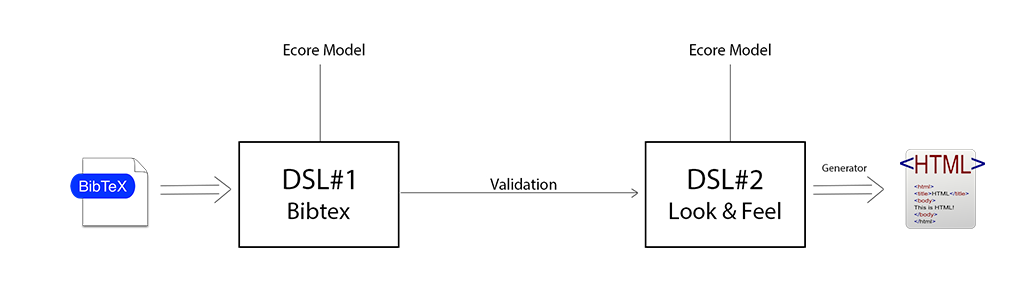 Ecore Model
Ecore Model
BibTeX
DSL#1
Bibtex
Validation
DSL#2
Look & Feel
Generator
<HTML>
<html>
<title>HTML</title>
<body>
This is HTML!
</body>
</html>